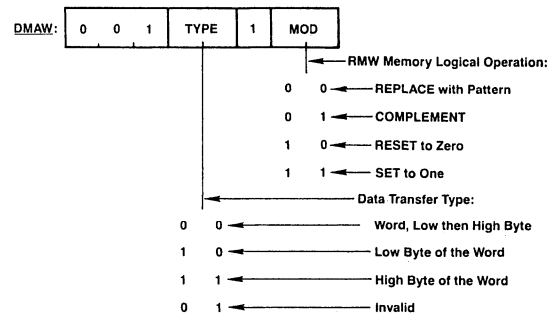 DMAW: 0 0 1 TYPE 1 MOD
RMW Memory Logical Operation:
0 0 REPLACE with Pattern
0 1 COMPLEMENT
1 0 RESET to Zero
1 1 SET to One
Data Transfer Type:
0 0 Word, Low then High Byte
1 0 Low Byte of the Word
1 1 High Byte of the Word
0 1 Invalid